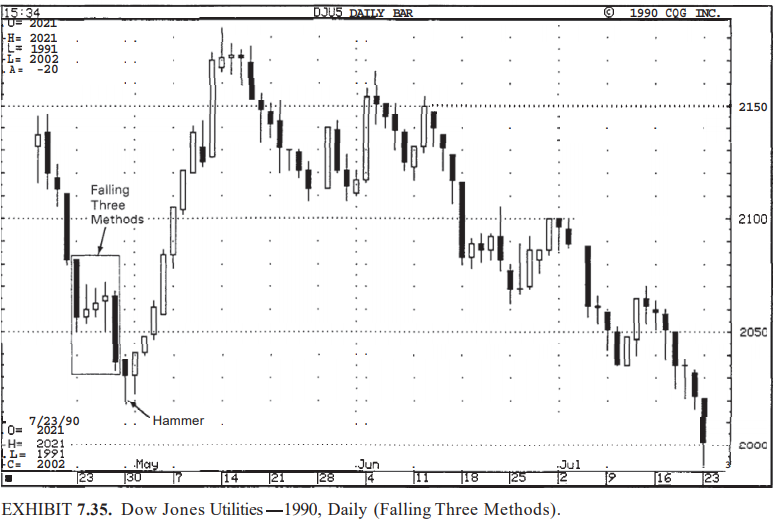 15:34 DJU5 DAILY BAR © 1990 CQG INC.
O= 2021
H= 2021
L= 1991
L= 2002
A= -20
2150
Falling
Three
Methods
2100
2050
Hammer
7/23/90
O= 2021
H= 2021
L= 1991
C= 2002
2000
May Jun Jul
23 30 7 14 21 28 4 11 18 25 2 9 16 23
EXHIBIT 7.35. Dow Jones Utilities—1990, Daily (Falling Three Methods).